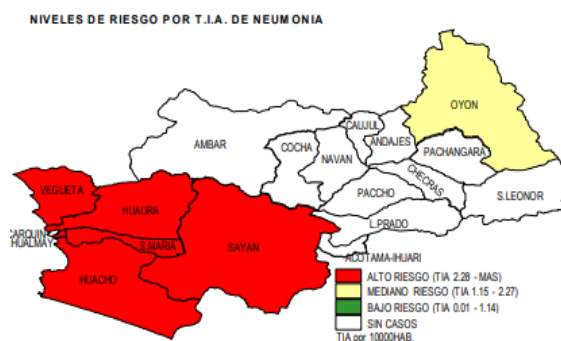 NIVELES DE RIESGO POR T.I.A. DE NEUMONIA
OYON
CAUJUL
ANDAJES
AMBAR
COCHA
NAVAN
PACHANGARA
CHECRAS
VEGUETA
PACCHO
S.LEONOR
HUAURA
L.PRADO
CARQUIN
HUALMAY
S.MARIA
SAYAN
ACOTAMA-IHUARI
HUACHO
ALTO RIESGO (TIA 2.28 - MAS)
MEDIANO RIESGO (TIA 1.15 - 2.27)
BAJO RIESGO (TIA 0.01 - 1.14)
SIN CASOS
TIA por 10000HAB.